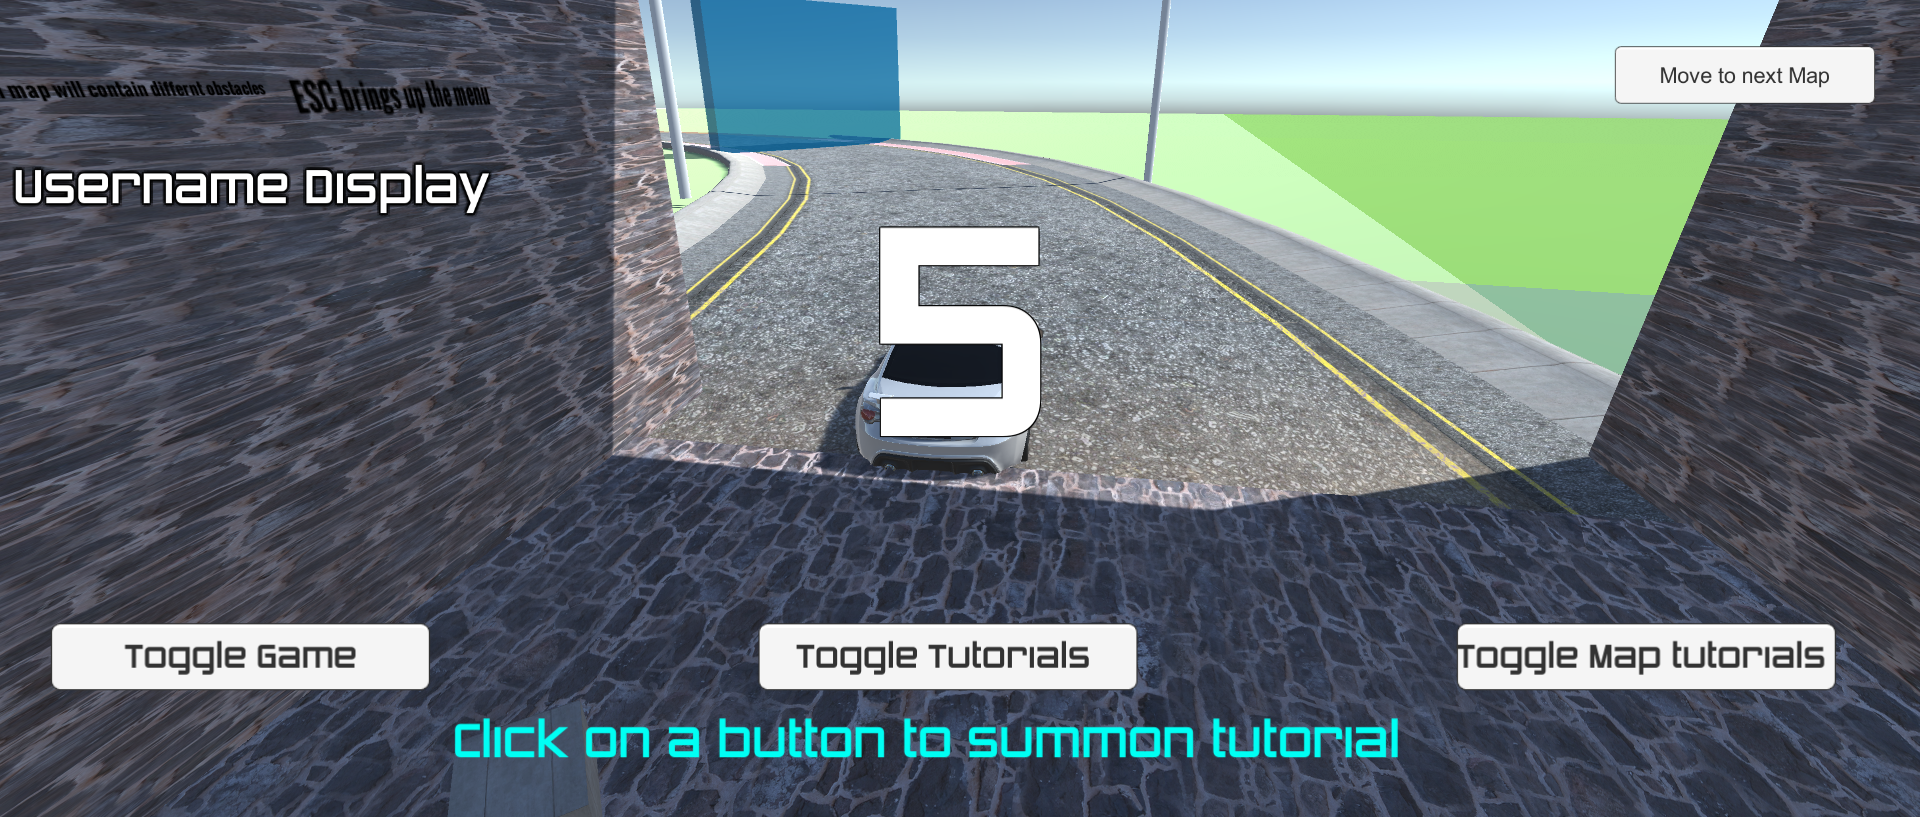 map will contain differnt obstacles
ESC brings up the menu
Move to next Map
Username Display
5
Toggle Game
Toggle Tutorials
Toggle Map tutorials
Click on a button to summon tutorial